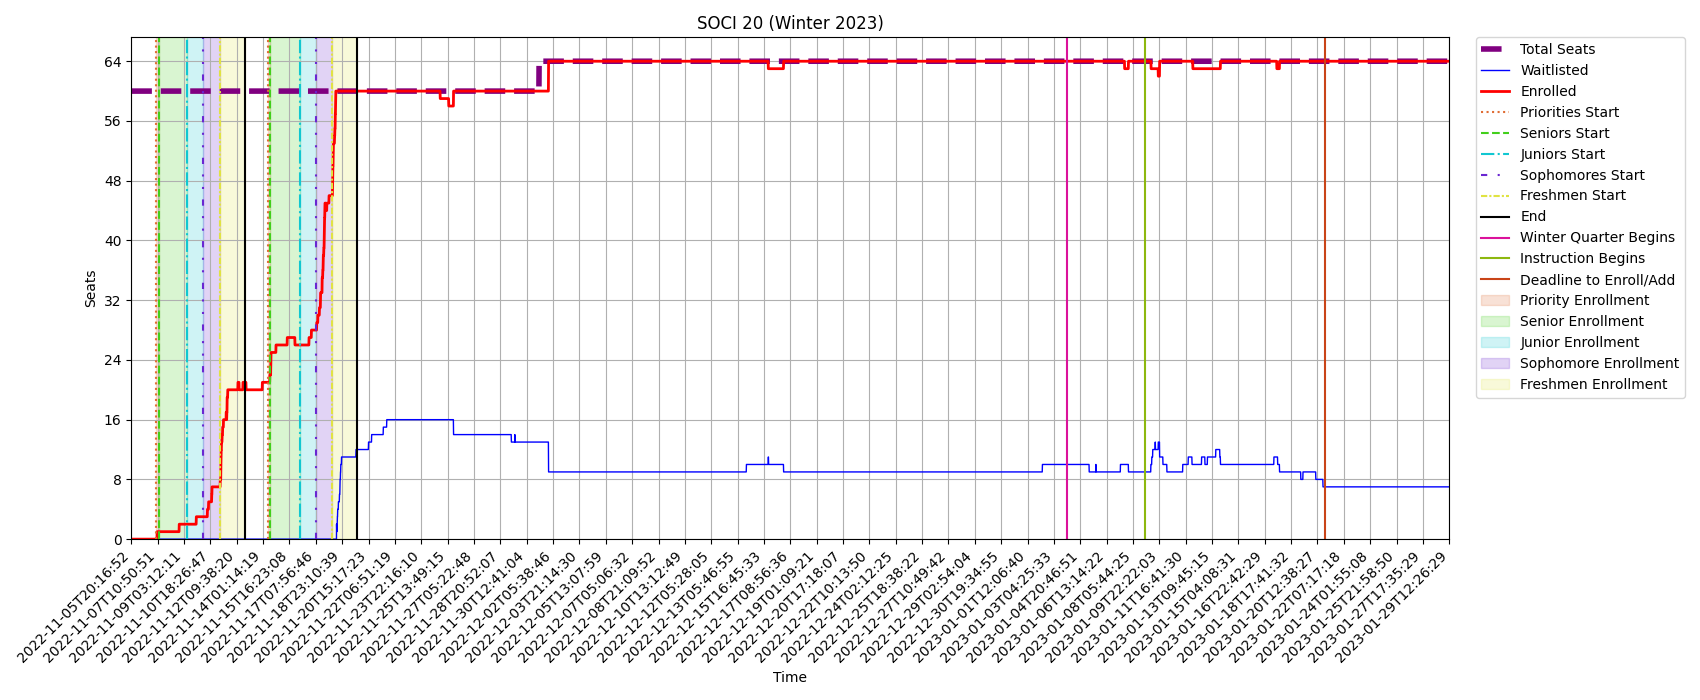 SOCI 20 (Winter 2023)
64
56
48
40
32
24
16
8
0
Seats
2022-11-05T20:16:52
2022-11-07T10:50:51
2022-11-09T03:12:11
2022-11-10T18:26:47
2022-11-12T09:38:20
2022-11-14T01:14:19
2022-11-15T16:23:08
2022-11-17T07:56:46
2022-11-18T23:10:39
2022-11-20T15:17:23
2022-11-22T06:51:19
2022-11-23T22:16:10
2022-11-25T13:49:15
2022-11-27T05:22:48
2022-11-28T20:52:07
2022-11-30T12:41:04
2022-12-02T05:38:46
2022-12-03T21:14:30
2022-12-05T13:07:59
2022-12-07T05:06:32
2022-12-08T21:09:52
2022-12-10T13:12:49
2022-12-12T05:28:05
2022-12-13T05:46:55
2022-12-15T16:45:33
2022-12-17T08:56:36
2022-12-19T01:09:21
2022-12-20T17:18:07
2022-12-22T10:13:50
2022-12-24T02:12:25
2022-12-25T18:38:22
2022-12-27T10:49:42
2022-12-29T02:54:04
2022-12-30T19:34:55
2023-01-01T12:06:40
2023-01-03T04:25:33
2023-01-04T20:46:51
2023-01-06T13:14:22
2023-01-08T05:44:25
2023-01-09T22:22:03
2023-01-11T16:41:30
2023-01-13T09:45:15
2023-01-15T04:08:31
2023-01-16T22:42:29
2023-01-18T17:41:32
2023-01-20T12:38:27
2023-01-22T07:17:18
2023-01-24T01:55:08
2023-01-25T21:58:50
2023-01-27T17:35:29
2023-01-29T12:26:29
Time
Total Seats
Waitlisted
Enrolled
Priorities Start
Seniors Start
Juniors Start
Sophomores Start
Freshmen Start
End
Winter Quarter Begins
Instruction Begins
Deadline to Enroll/Add
Priority Enrollment
Senior Enrollment
Junior Enrollment
Sophomore Enrollment
Freshmen Enrollment